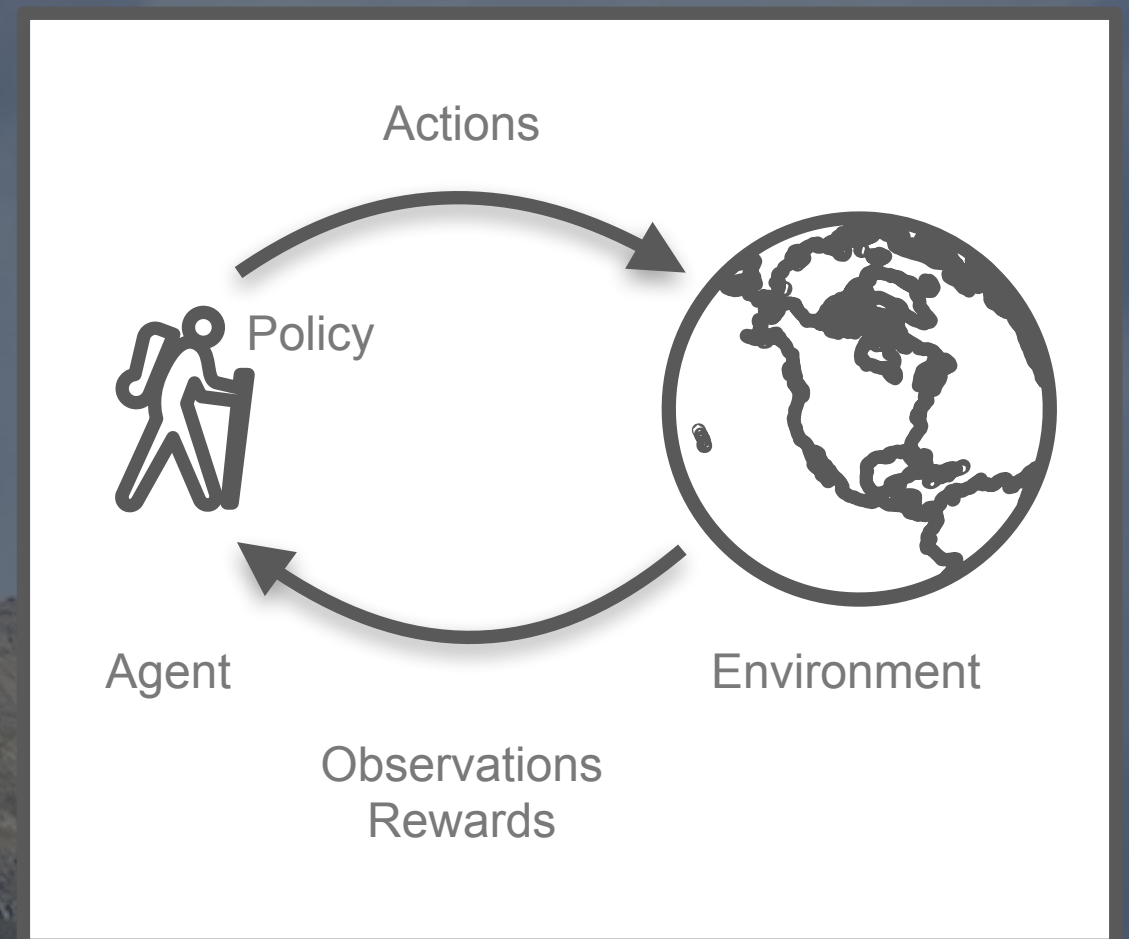 Actions
Policy
Agent
Environment
Observations
Rewards